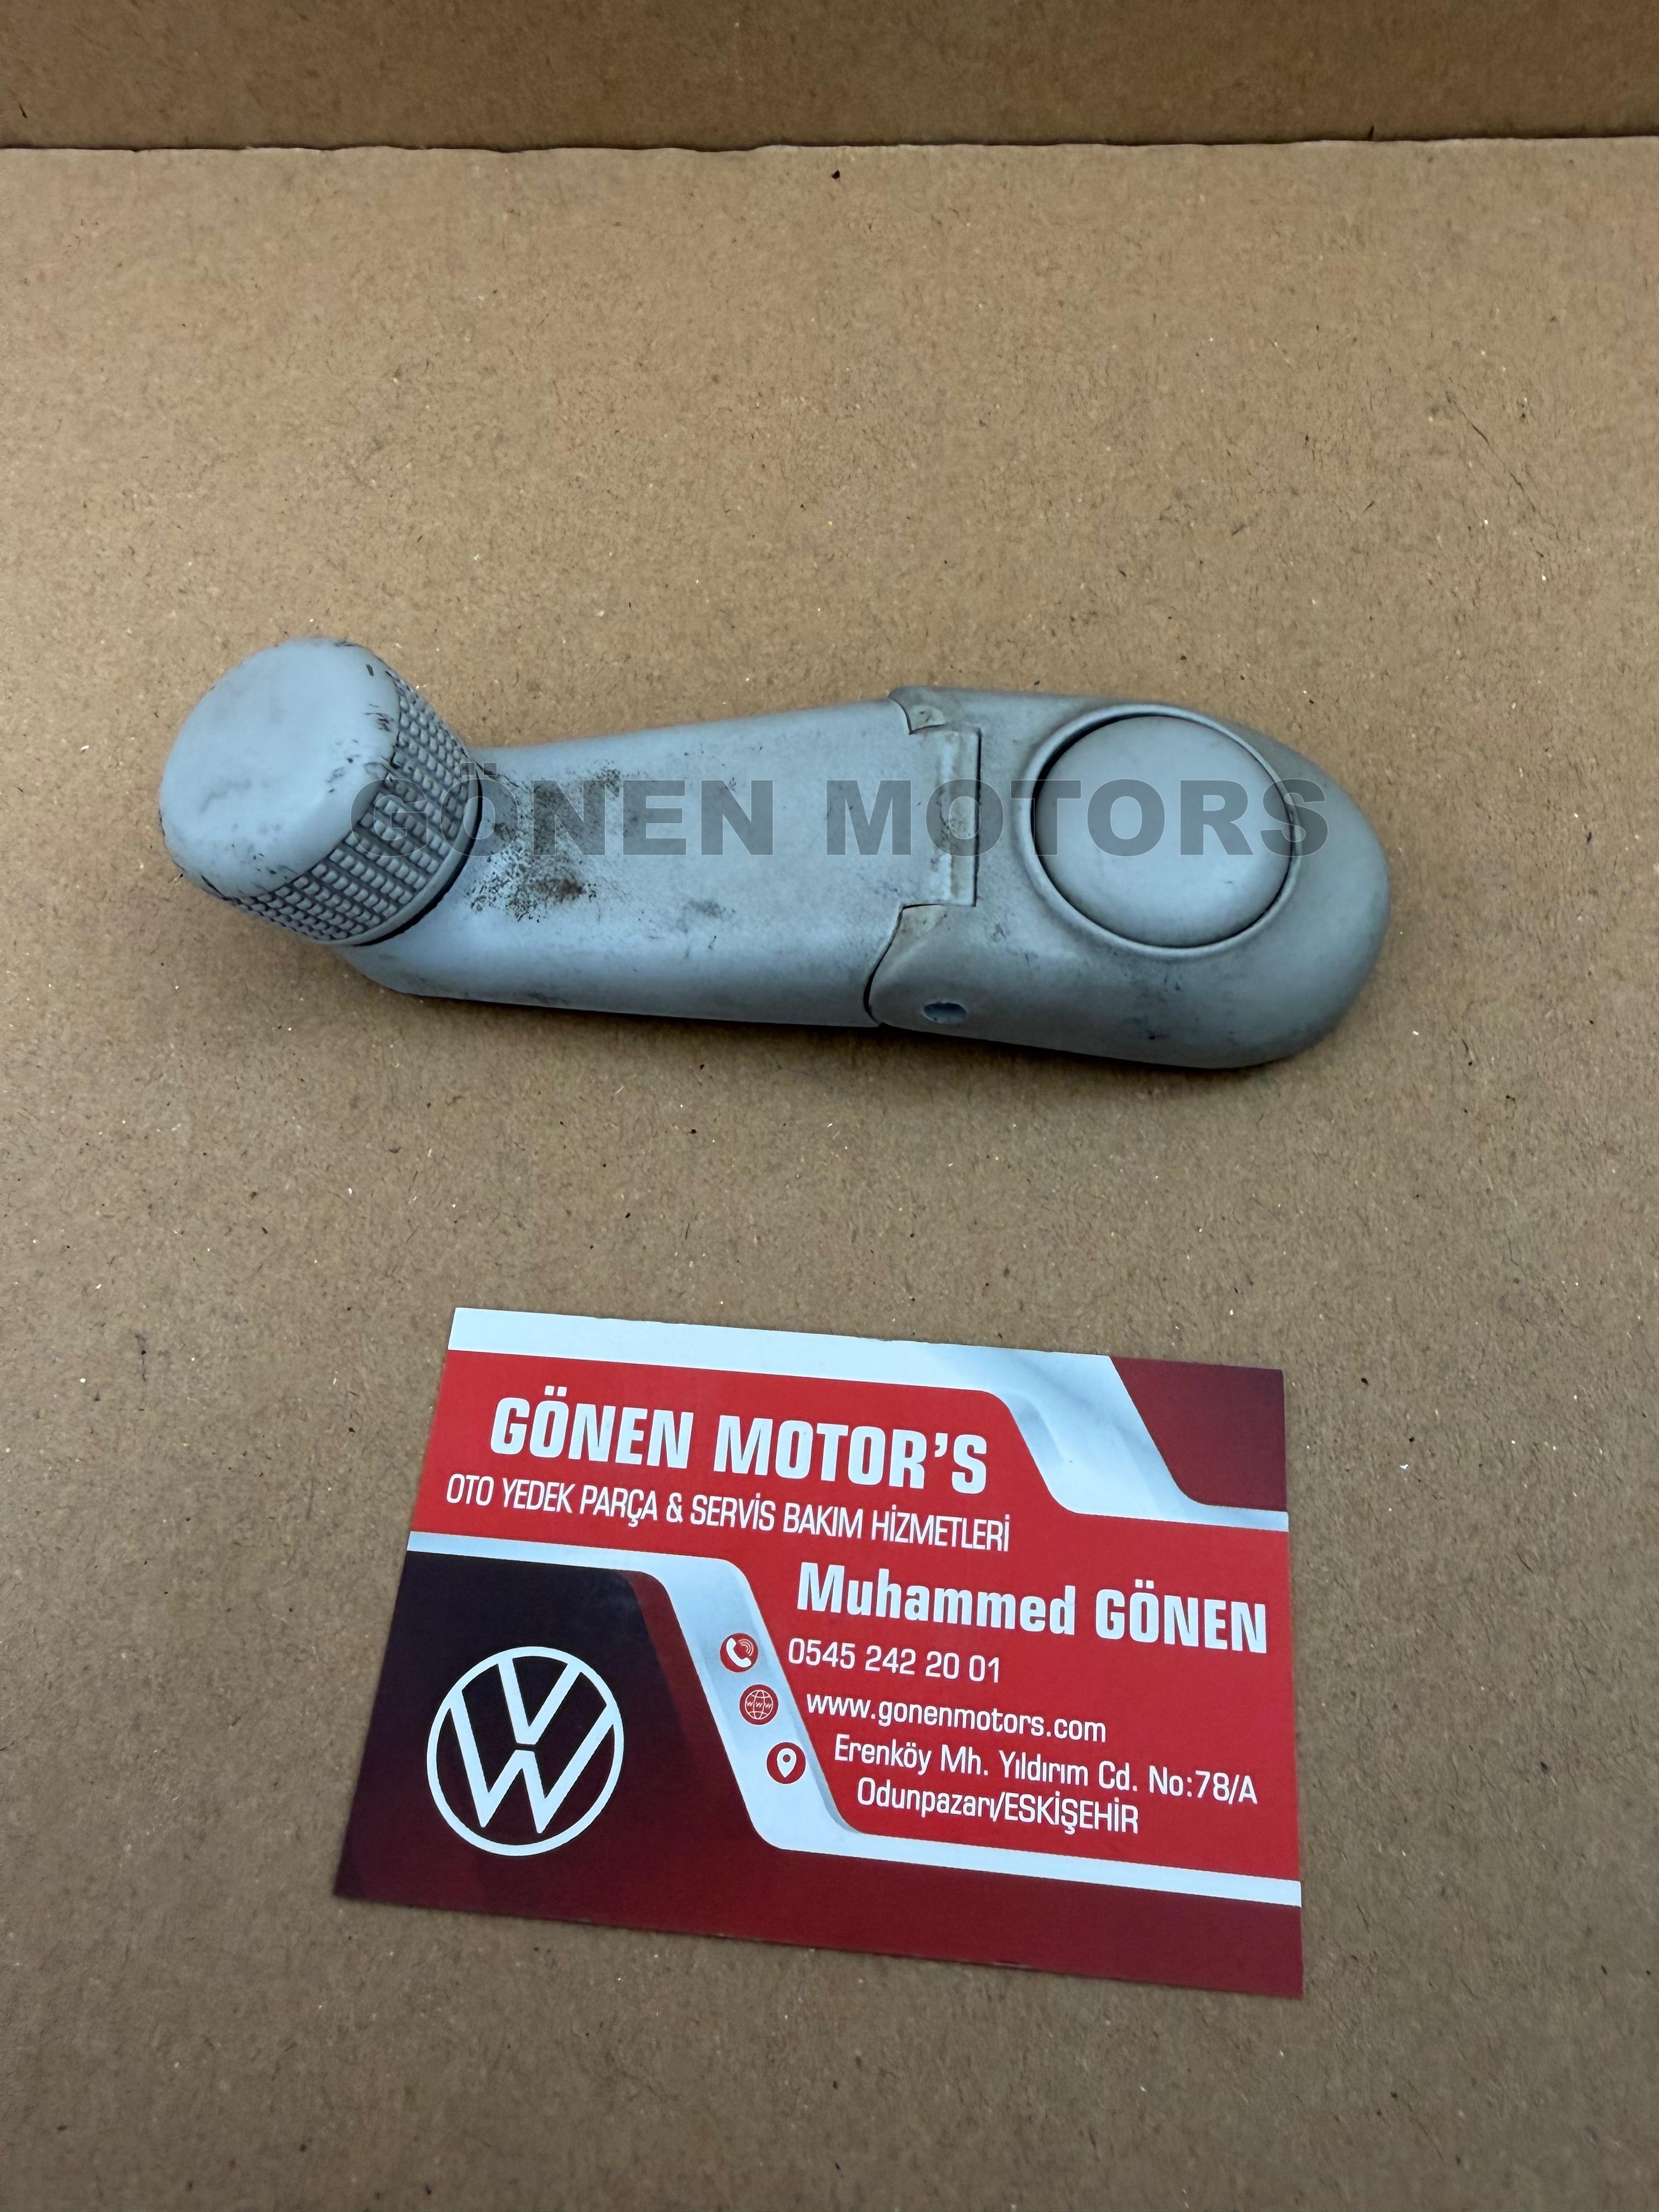 GÖNEN MOTORS
GÖNEN MOTOR'S
OTO YEDEK PARÇA & SERVİS BAKIM HİZMETLERİ
Muhammed GÖNEN
0545 242 20 01
www
www.gonenmotors.com
Erenköy Mh. Yıldırım Cd. No:78/A
Odunpazarı/ESKİŞEHİR